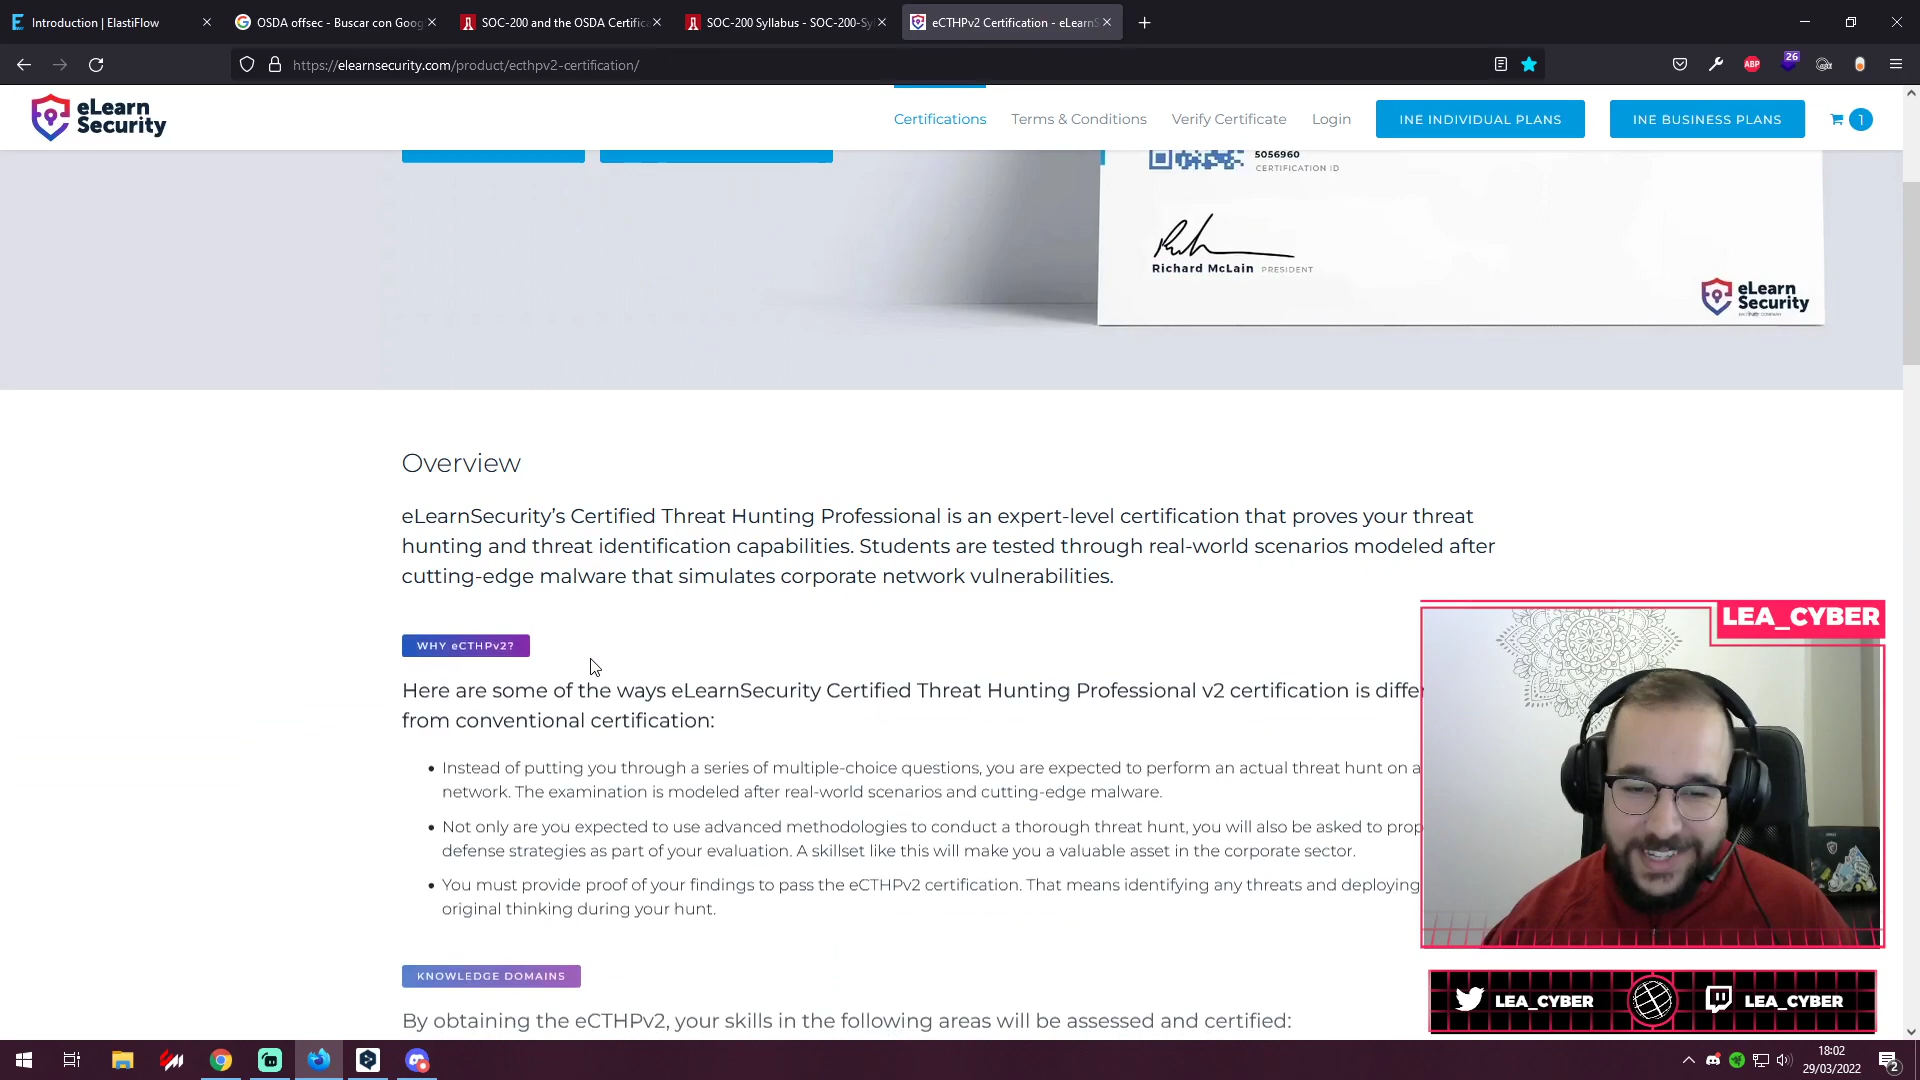 Introduction | ElastiFlow
OSDA offsec - Buscar con Goog
SOC-200 and the OSDA Certific
SOC-200 Syllabus - SOC-200-Sy
eCTHPv2 Certification - eLearnS
https://elearnsecurity.com/product/ecthpv2-certification/
ABP
26
eLearn
Security
Certifications
Terms & Conditions
Verify Certificate
Login
INE INDIVIDUAL PLANS
INE BUSINESS PLANS
1
5056960
CERTIFICATION ID
Richard McLain PRESIDENT
eLearn
Security
Overview
eLearnSecurity’s Certified Threat Hunting Professional is an expert-level certification that proves your threat
hunting and threat identification capabilities. Students are tested through real-world scenarios modeled after
cutting-edge malware that simulates corporate network vulnerabilities.
WHY eCTHPv2?
Here are some of the ways eLearnSecurity Certified Threat Hunting Professional v2 certification is diffe
from conventional certification:
Instead of putting you through a series of multiple-choice questions, you are expected to perform an actual threat hunt on a
network. The examination is modeled after real-world scenarios and cutting-edge malware.
Not only are you expected to use advanced methodologies to conduct a thorough threat hunt, you will also be asked to prop
defense strategies as part of your evaluation. A skillset like this will make you a valuable asset in the corporate sector.
You must provide proof of your findings to pass the eCTHPv2 certification. That means identifying any threats and deploying
original thinking during your hunt.
KNOWLEDGE DOMAINS
By obtaining the eCTHPv2, your skills in the following areas will be assessed and certified:
LEA_CYBER
LEA_CYBER
LEA_CYBER
18:02
29/03/2022
2